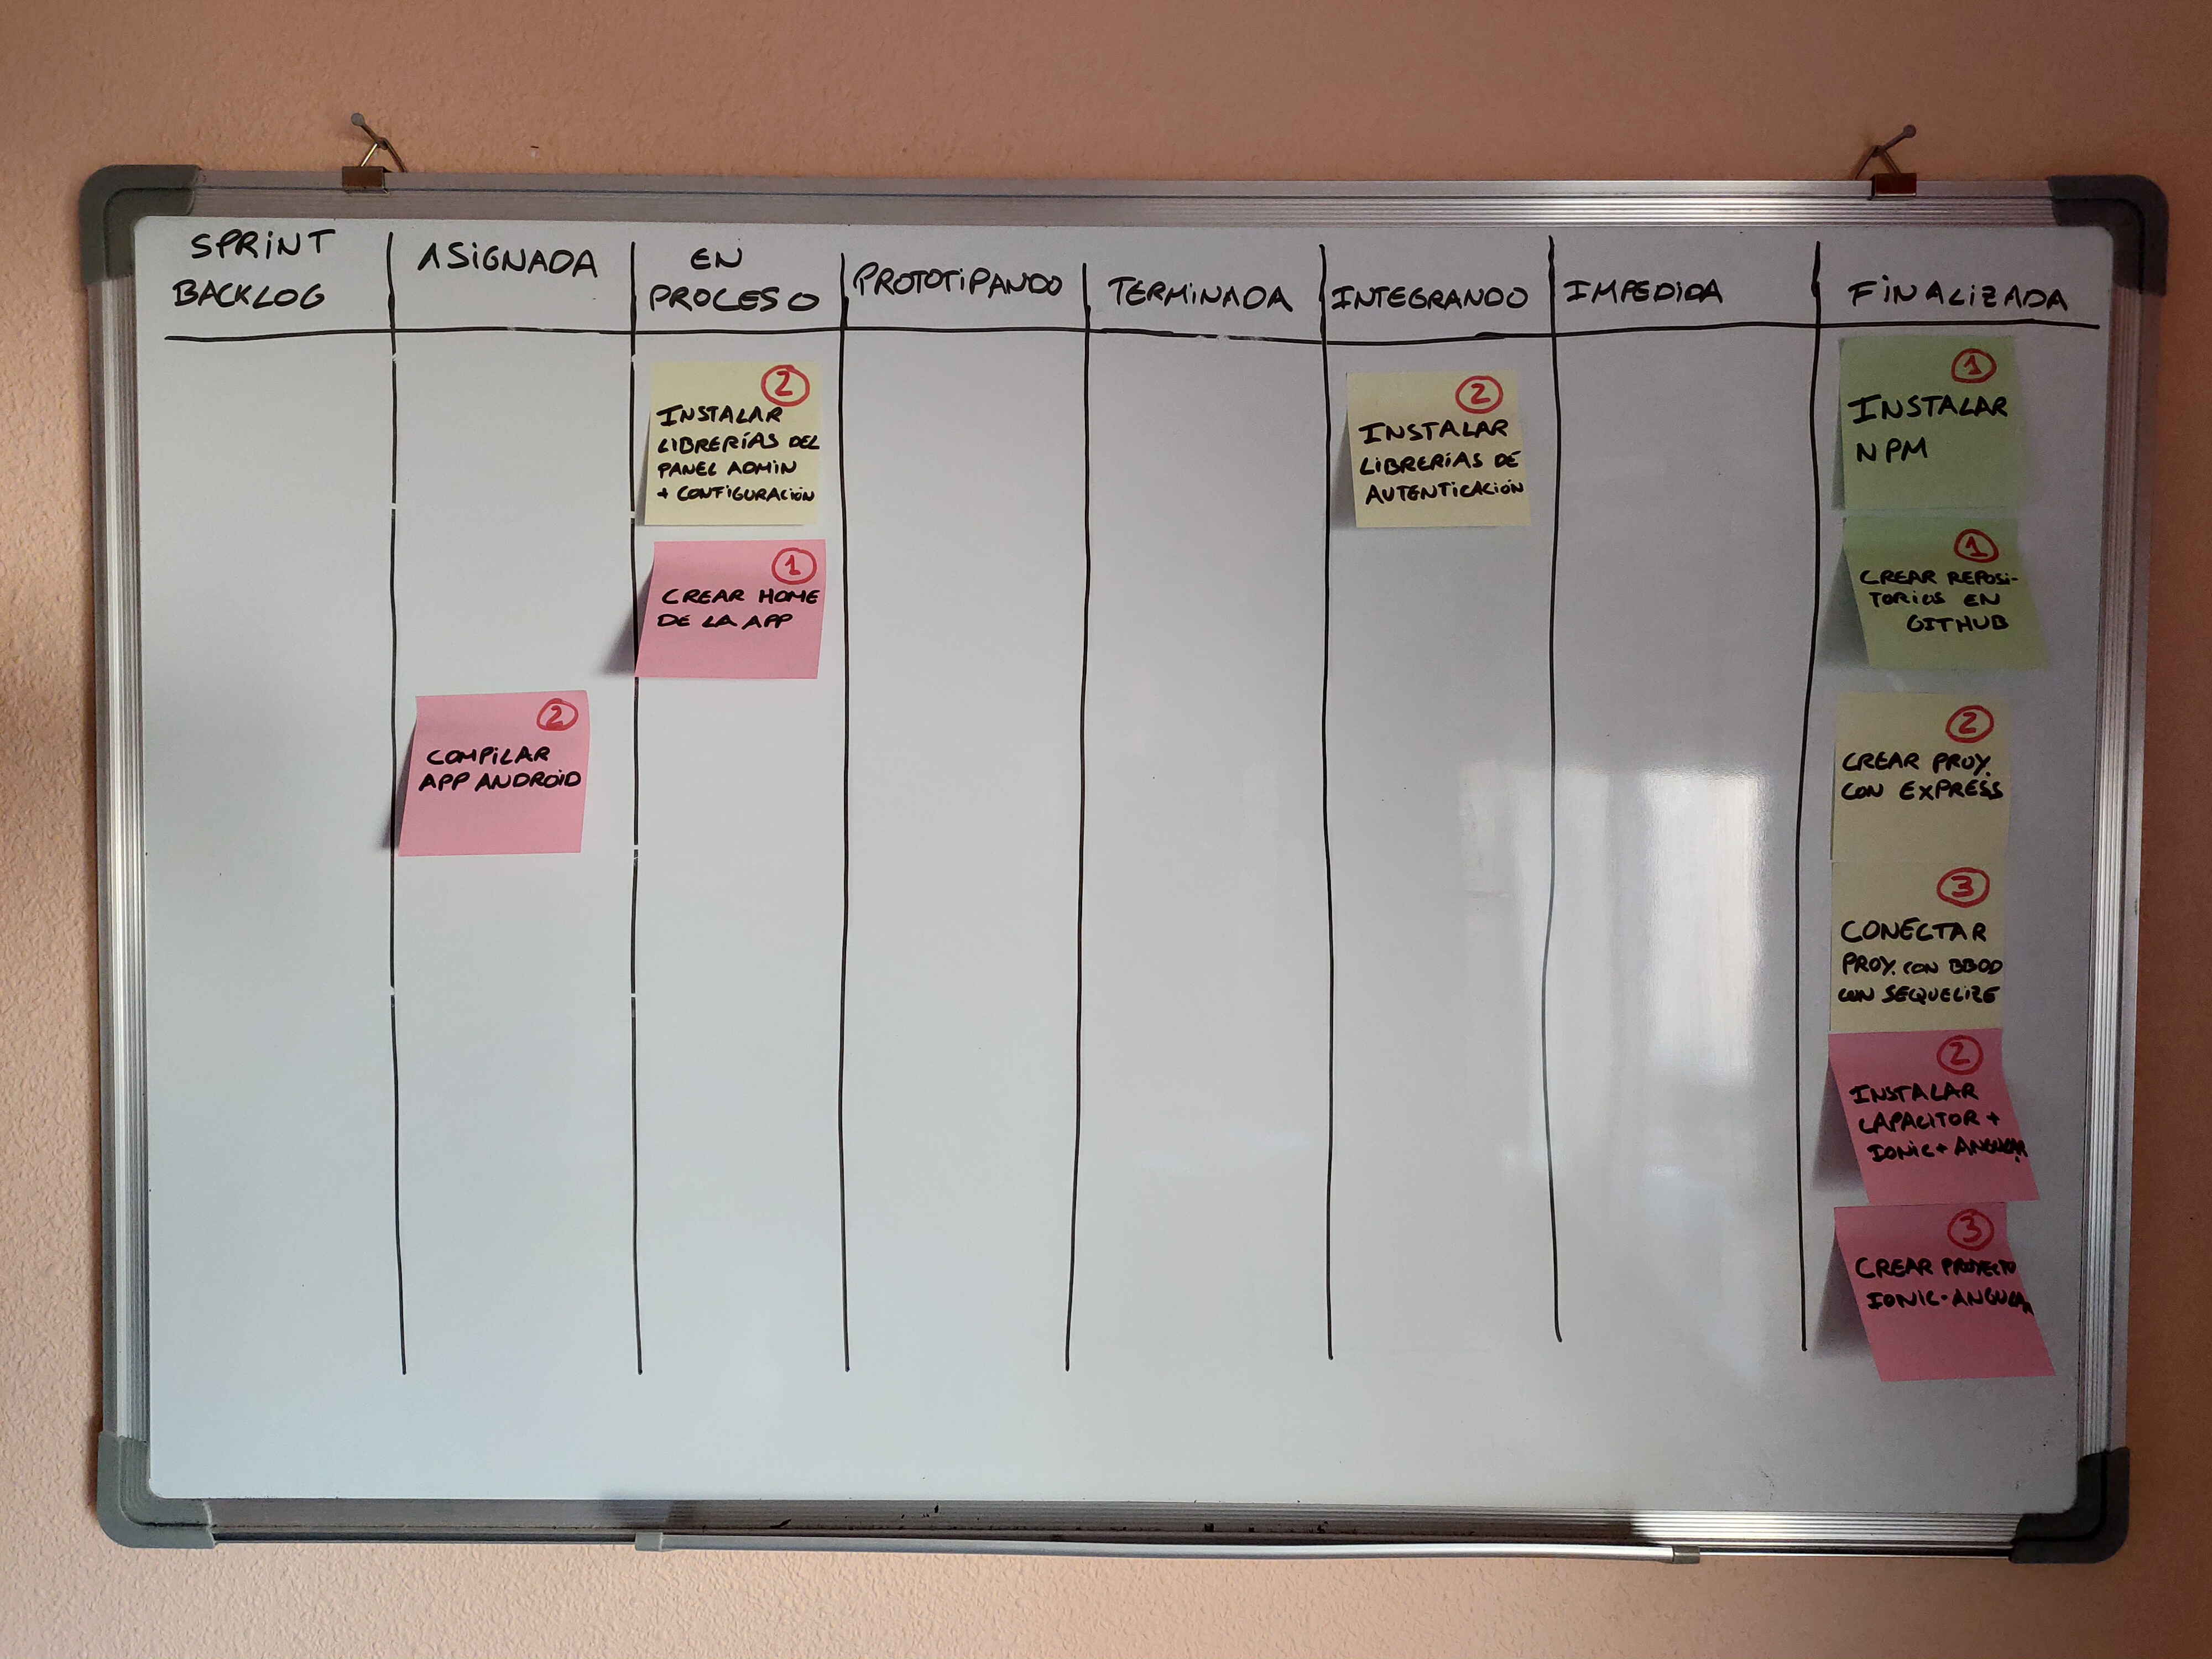 SPRINT
BACKLOG
ASIGNADA
EN
PROCESO
PROTOTIPANDO
TERMINADA
INTEGRANDO
IMPEDIDA
FINALIZADA
2
COMPILAR
APP ANDROID
2
INSTALAR
LIBRERÍAS DEL
PANEL ADMIN
+ CONFIGURACIÓN
1
CREAR HOME
DE LA APP
2
INSTALAR
LIBRERÍAS DE
AUTENTICACIÓN
1
INSTALAR
NPM
1
CREAR REPOSI-
TORIOS EN
GITHUB
2
CREAR PROY.
CON EXPRESS
3
CONECTAR
PROY. CON BBDD
CON SEQUELIZE
2
INSTALAR
CAPACITOR +
IONIC + ANGULAR
3
CREAR PROYECTO
IONIC-ANGULAR